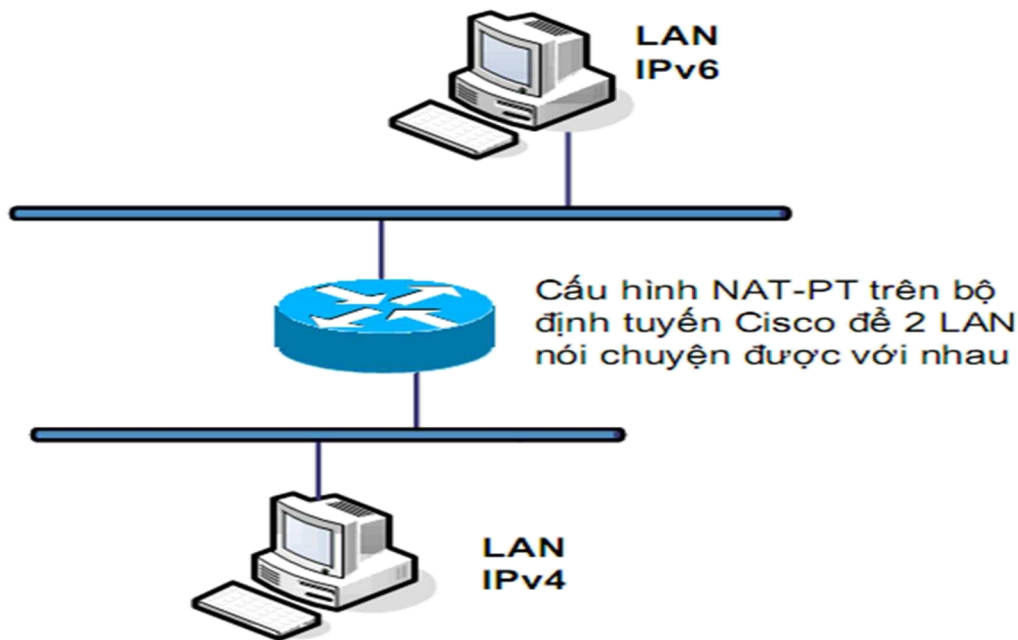 LAN
IPv6
Cấu hình NAT-PT trên bộ
định tuyến Cisco để 2 LAN
nói chuyện được với nhau
LAN
IPv4